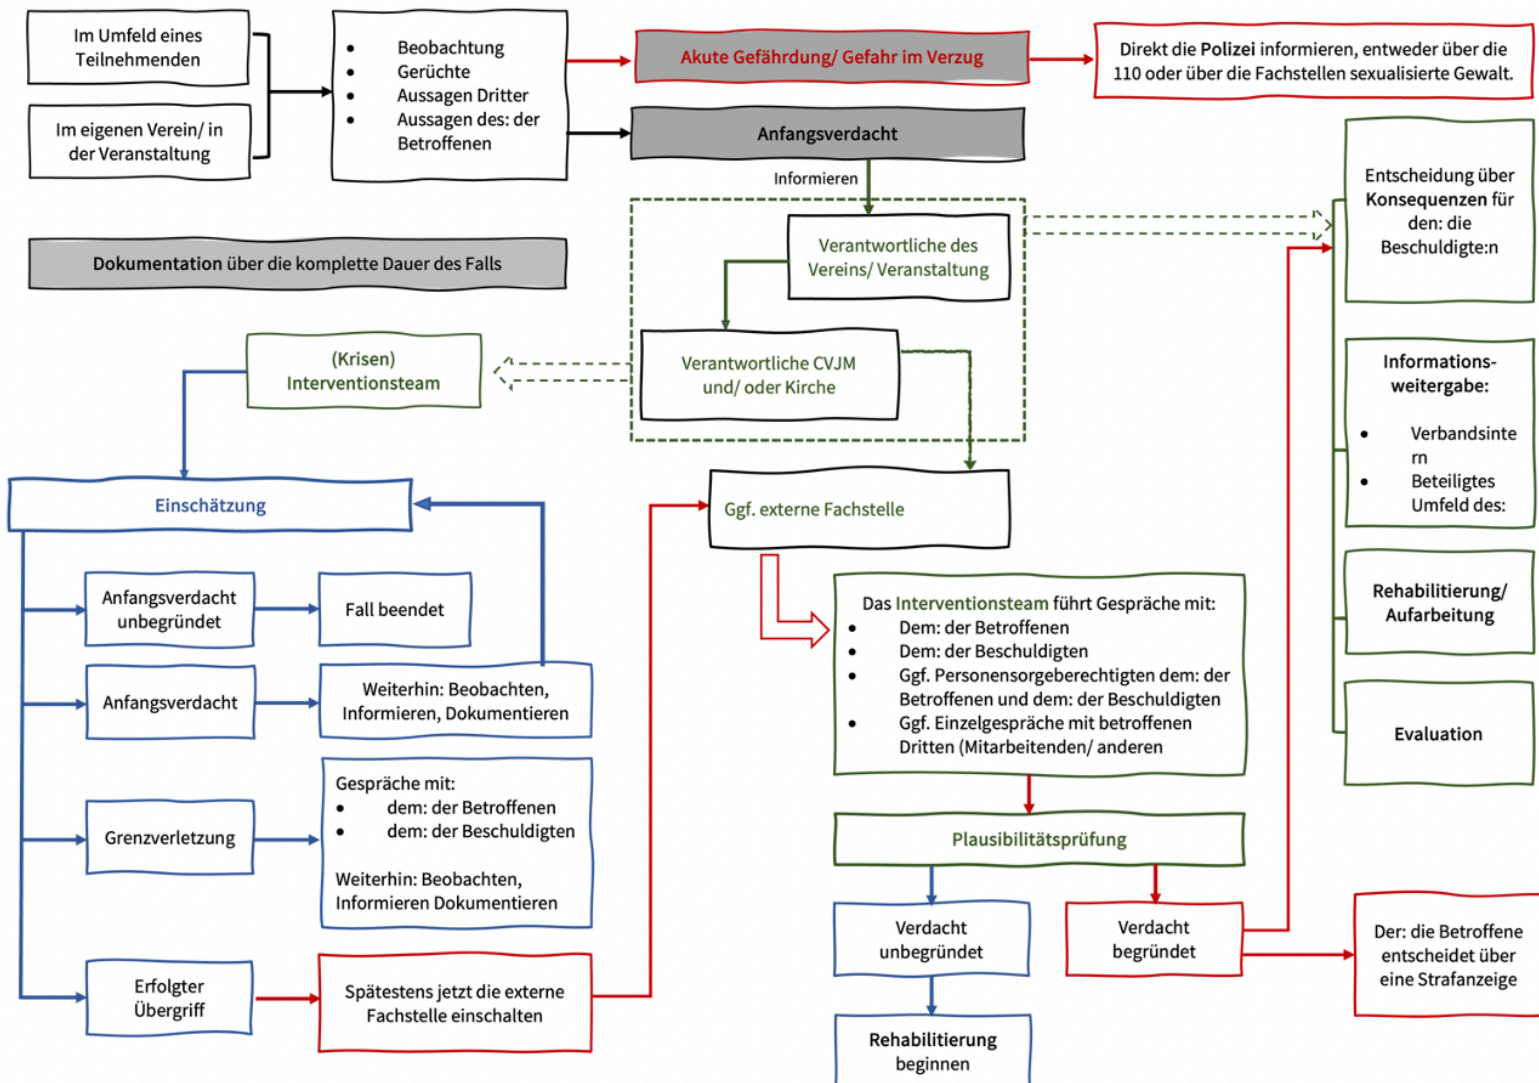 Im Umfeld eines
Teilnehmenden
Im eigenen Verein/ in
der Veranstaltung
• Beobachtung
• Gerüchte
• Aussagen Dritter
• Aussagen des: der
Betroffenen
Akute Gefährdung/ Gefahr im Verzug
Direkt die Polizei informieren, entweder über die
110 oder über die Fachstellen sexualisierte Gewalt.
Anfangsverdacht
Informieren
Dokumentation über die komplette Dauer des Falls
Verantwortliche des
Vereins/ Veranstaltung
Verantwortliche CVJM
und/ oder Kirche
(Krisen)
Interventionsteam
Ggf. externe Fachstelle
Einschätzung
Anfangsverdacht
unbegründet
Fall beendet
Anfangsverdacht
Weiterhin: Beobachten,
Informieren, Dokumentieren
Grenzverletzung
Gespräche mit:
• dem: der Betroffenen
• dem: der Beschuldigten
Weiterhin: Beobachten,
Informieren Dokumentieren
Erfolgter
Übergriff
Spätestens jetzt die externe
Fachstelle einschalten
Das Interventionsteam führt Gespräche mit:
• Dem: der Betroffenen
• Dem: der Beschuldigten
• Ggf. Personensorgeberechtigten dem: der
Betroffenen und dem: der Beschuldigten
• Ggf. Einzelgespräche mit betroffenen
Dritten (Mitarbeitenden/ anderen
Plausibilitätsprüfung
Verdacht
unbegründet
Rehabilitierung
beginnen
Verdacht
begründet
Der: die Betroffene
entscheidet über
eine Strafanzeige
Entscheidung über
Konsequenzen für
den: die
Beschuldigte:n
Informations-
weitergabe:
• Verbandsinte
rn
• Beteiligtes
Umfeld des:
Rehabilitierung/
Aufarbeitung
Evaluation